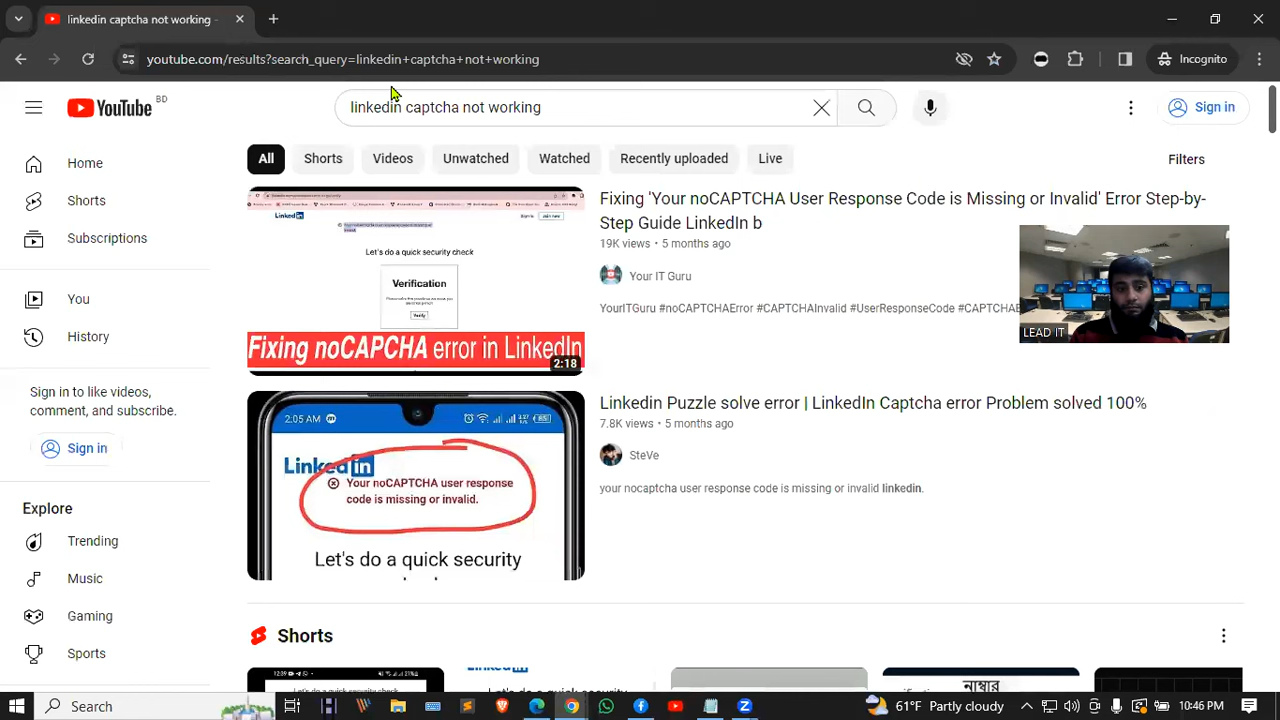 linkedin captcha not working -
youtube.com/results?search_query=linkedin+captcha+not+working
Incognito
YouTube BD
linkedin captcha not working
Sign in
Home
Shorts
Subscriptions
You
History
Sign in to like videos,
comment, and subscribe.
Sign in
Explore
Trending
Music
Gaming
Sports
All
Shorts
Videos
Unwatched
Watched
Recently uploaded
Live
Filters
Linked in
Let's do a quick security check
Verification
Verify
Fixing noCAPCHA error in LinkedIn
2:18
Fixing 'Your noCAPTCHA User Response Code is Missing or Invalid' Error Step-by-
Step Guide LinkedIn b
19K views • 5 months ago
Your IT Guru
YourITGuru #noCAPTCHAError #CAPTCHAInvalid #UserResponseCode #CAPTCHAE
LEAD IT
2:05 AM
Linked in
Your noCAPTCHA user response
code is missing or invalid.
Let's do a quick security
Linkedin Puzzle solve error | LinkedIn Captcha error Problem solved 100%
7.8K views • 5 months ago
SteVe
your nocaptcha user response code is missing or invalid linkedin.
Shorts
নাম্বার
Search
61°F Partly cloudy
10:46 PM